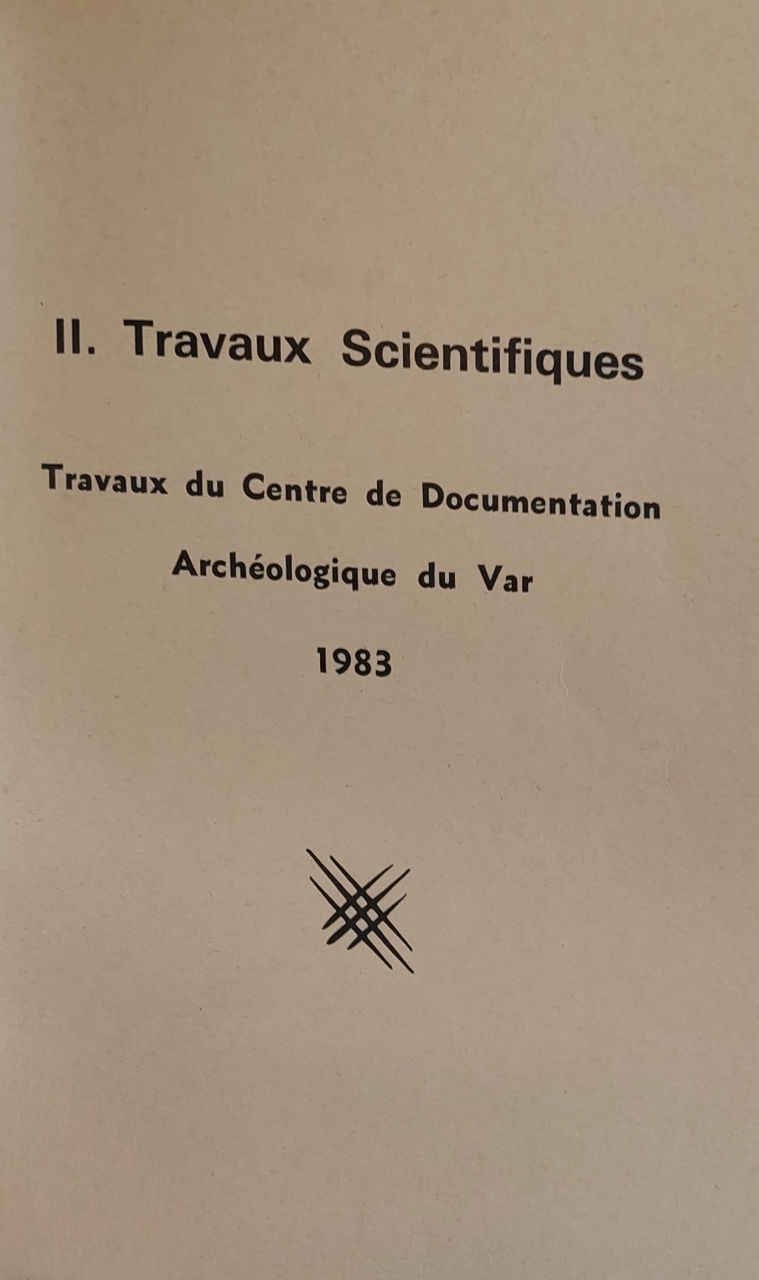 II. Travaux Scientifiques
Travaux du Centre de Documentation
Archéologique du Var
1983